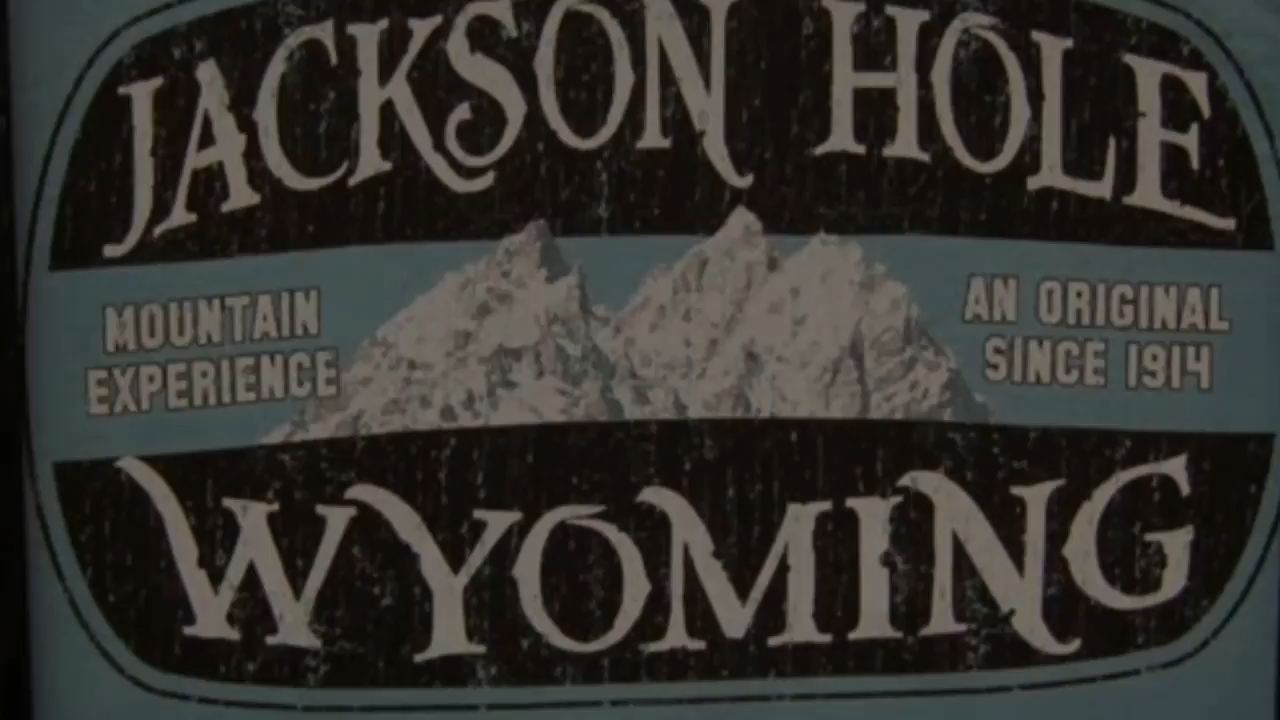 JACKSON HOLE
MOUNTAIN
EXPERIENCE
AN ORIGINAL
SINCE 1914
WYOMING